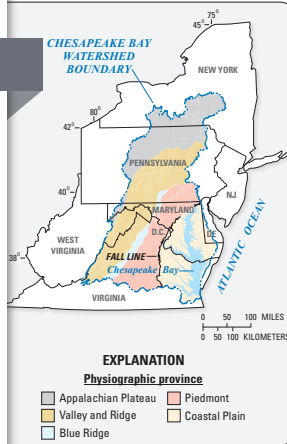 75°
45°
CHESAPEAKE BAY
WATERSHED
BOUNDARY
NEW YORK
80°
42°
PENNSYLVANIA
40°
NJ
MARYLAND
D.C.
DE
WEST
VIRGINIA
ATLANTIC OCEAN
FALL LINE
38°
Chesapeake Bay
VIRGINIA
0 50 100 MILES
0 50 100 KILOMETERS
EXPLANATION
Physiographic province
Appalachian Plateau
Valley and Ridge
Blue Ridge
Piedmont
Coastal Plain